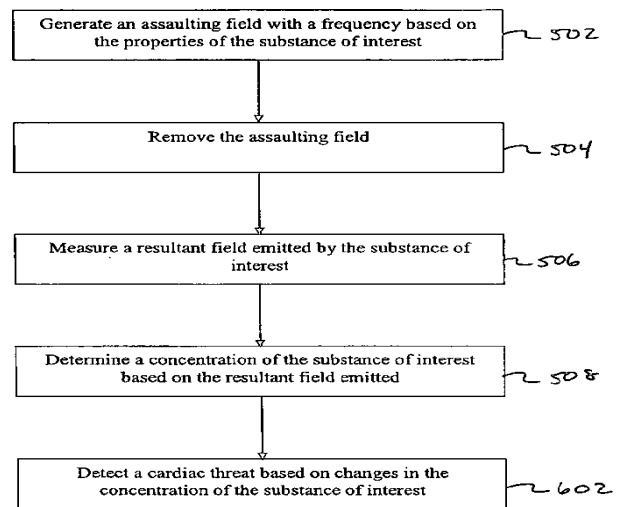 Generate an assaulting field with a frequency based on
the properties of the substance of interest
502
Remove the assaulting field
504
Measure a resultant field emitted by the substance of
interest
506
Determine a concentration of the substance of interest
based on the resultant field emitted
508
Detect a cardiac threat based on changes in the
concentration of the substance of interest
602